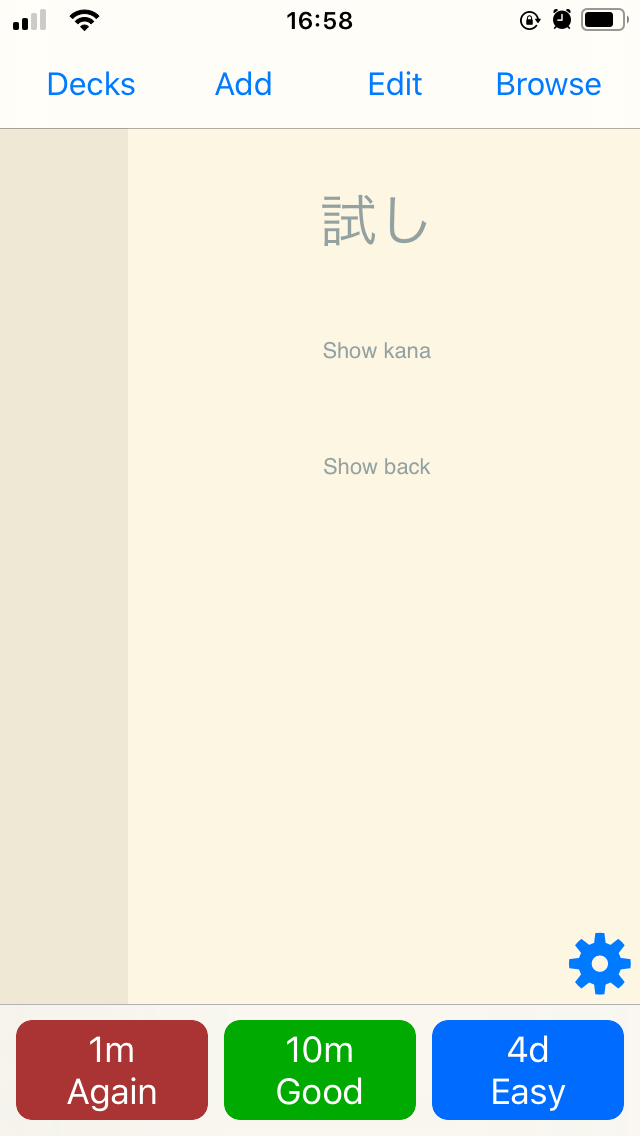 16:58
Decks Add Edit Browse
試し
Show kana
Show back
1m 10m 4d
Again Good Easy